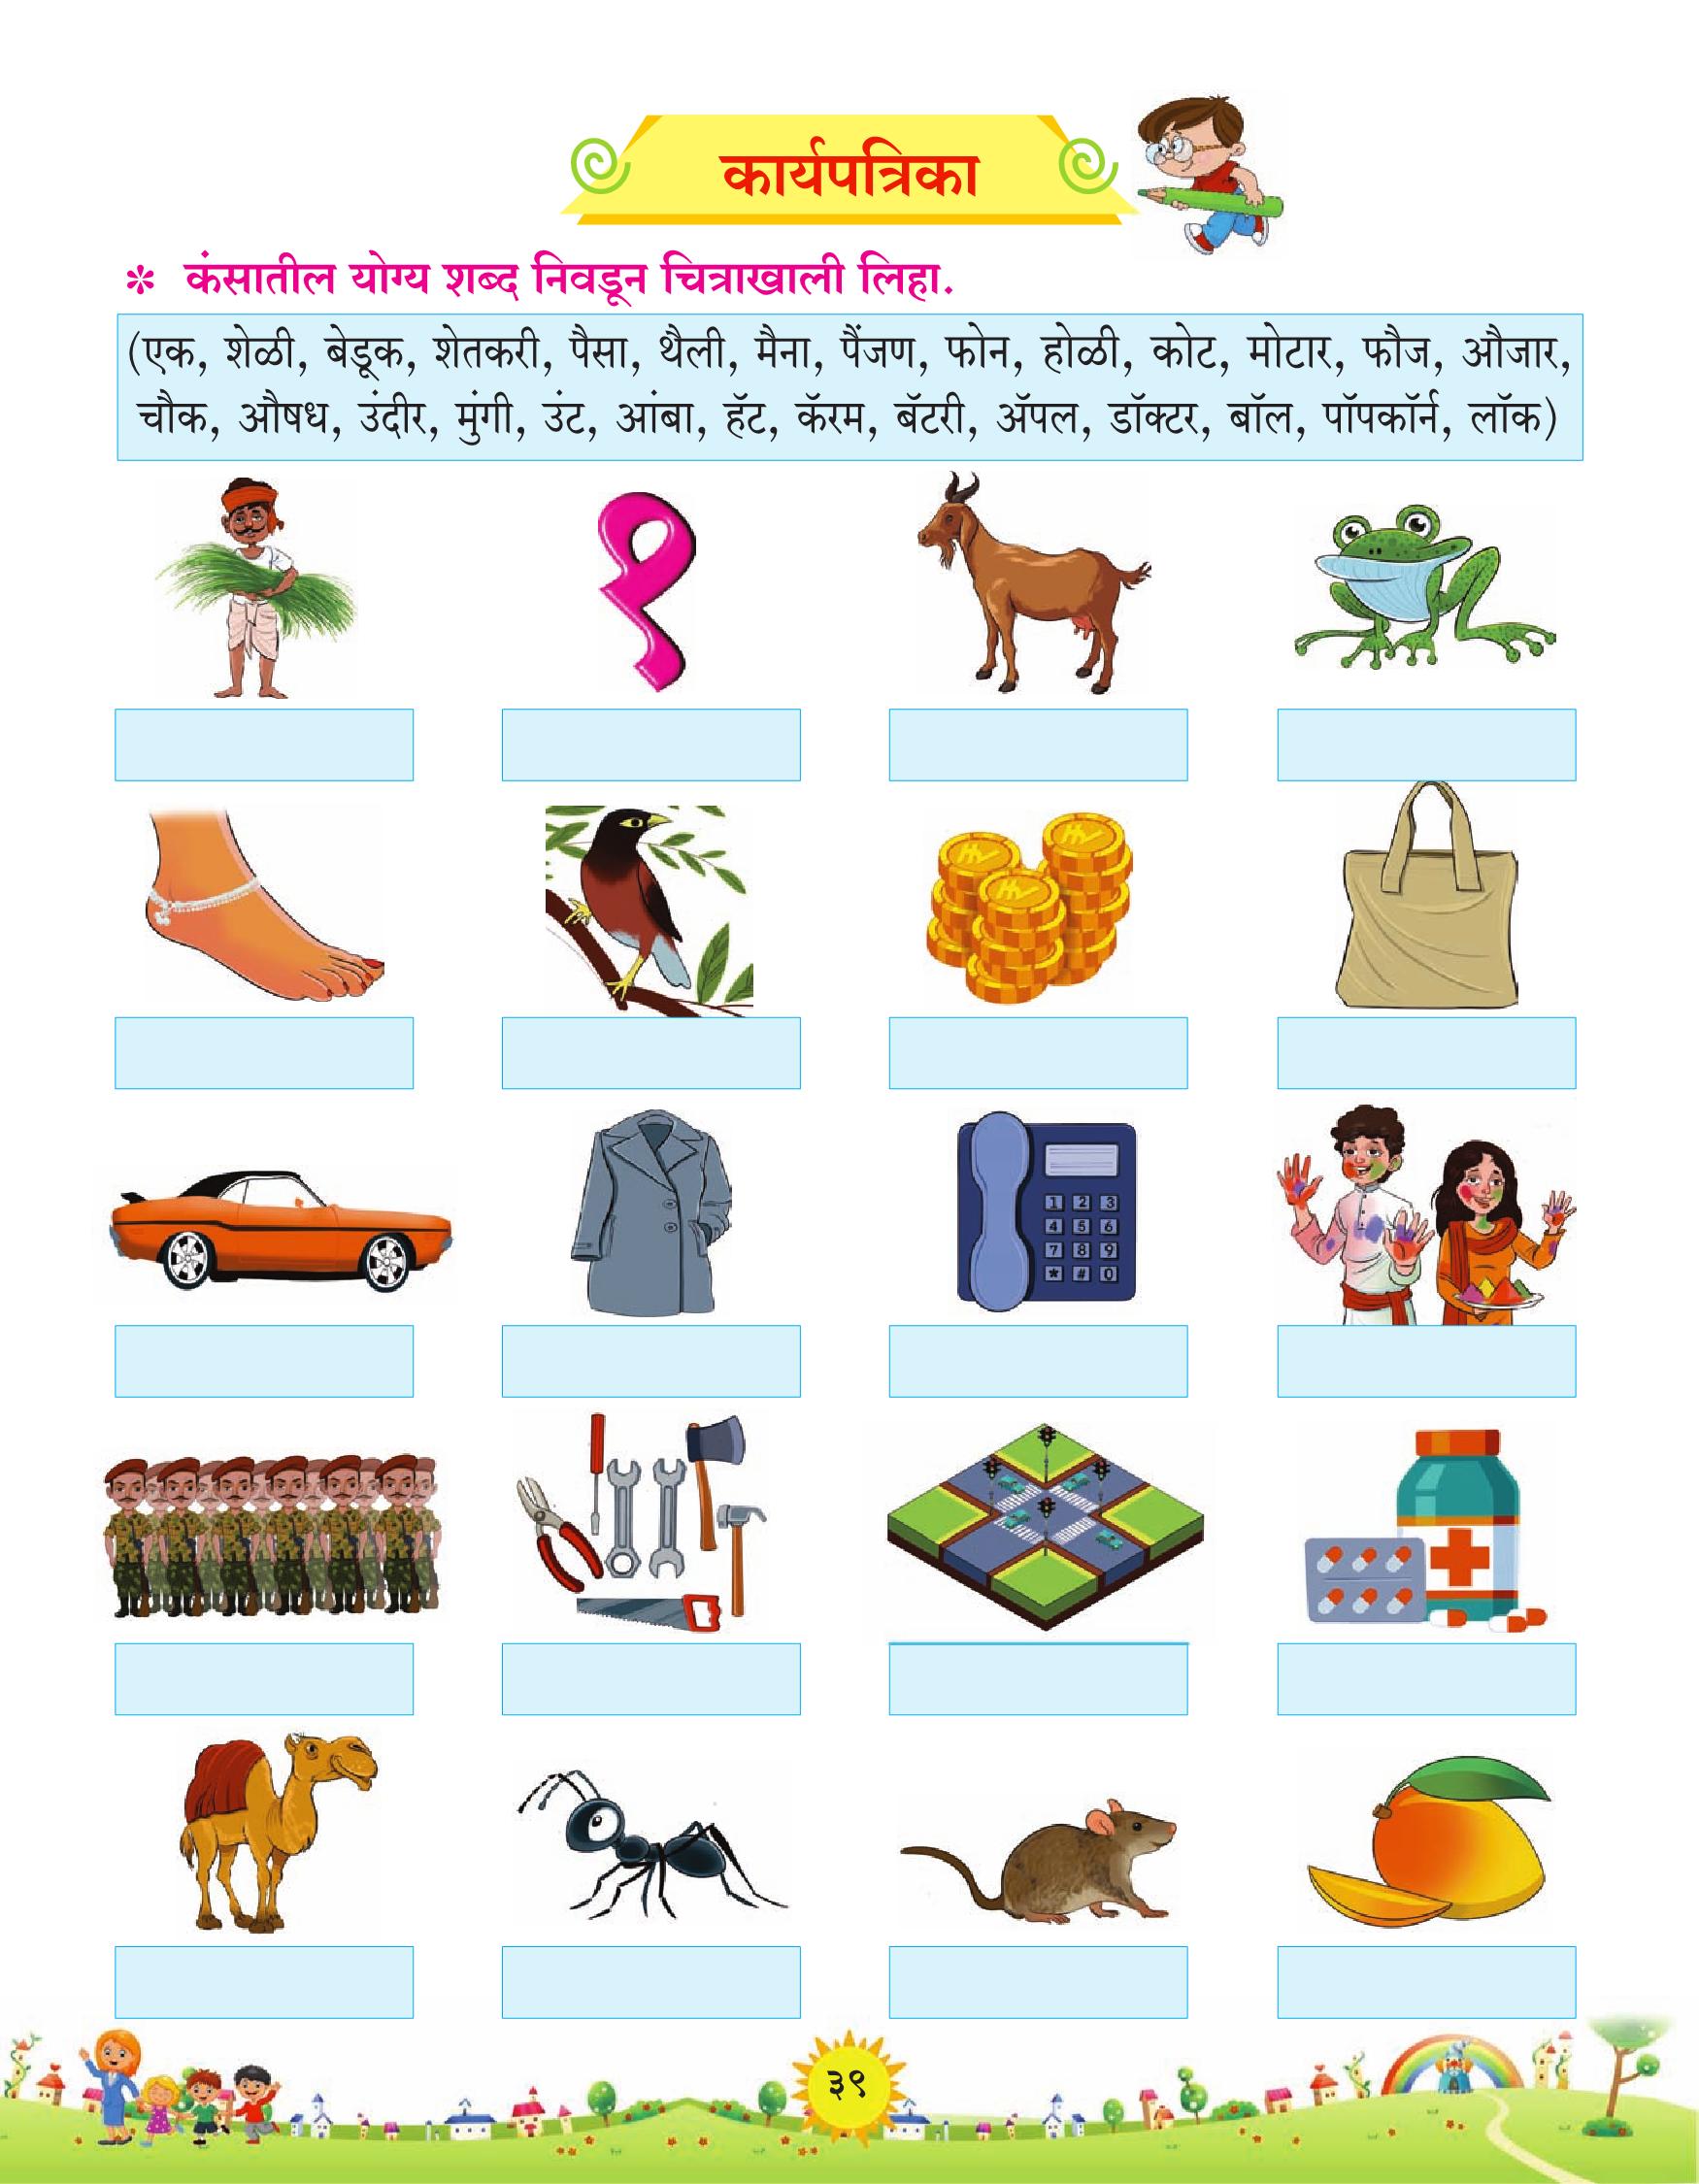 कार्यपत्रिका
* कंसातील योग्य शब्द निवडून चित्राखाली लिहा.
(एक, शेळी, बेडूक, शेतकरी, पैसा, थैली, मैना, पैंजण, फोन, होळी, कोट, मोटार, फौज, औजार,
चौक, औषध, उंदीर, मुंगी, उंट, आंबा, हॅट, कॅरम, बॅटरी, ॲपल, डॉक्टर, बॉल, पॉपकॉर्न, लॉक)
१
1 2 3
4 5 6
7 8 9
* # 0
३९